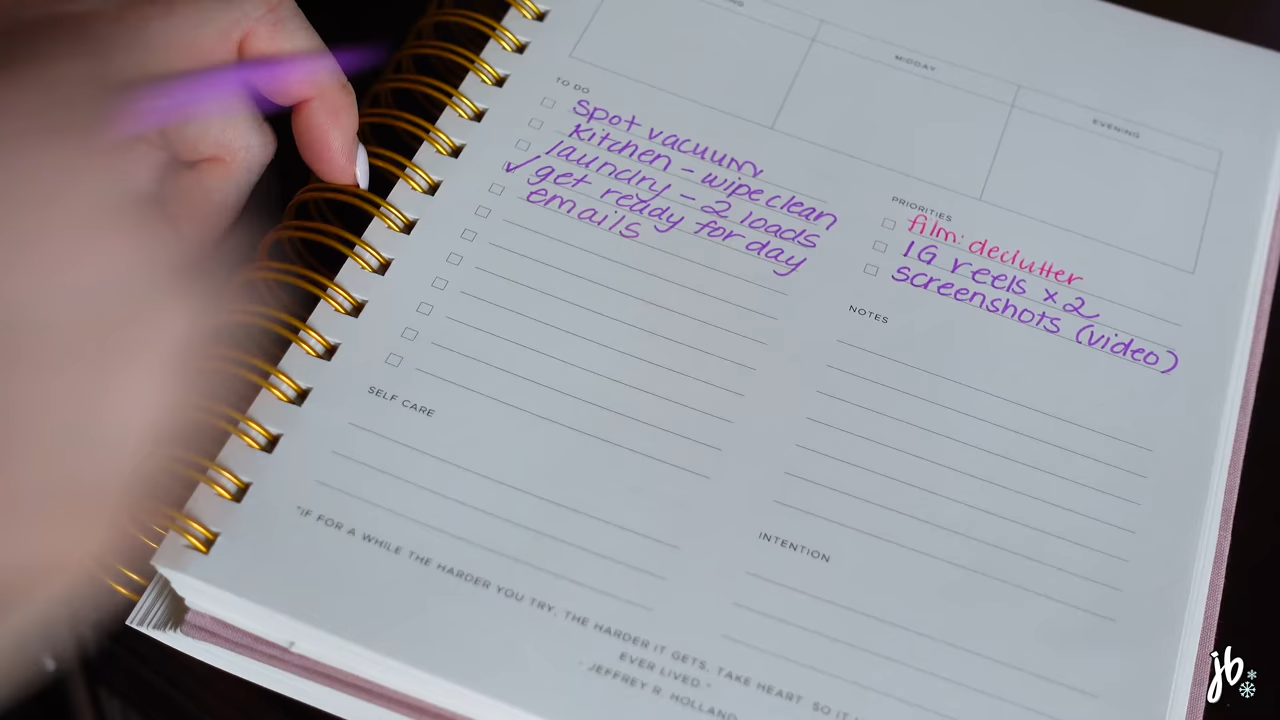 MIDDAY
EVENING
TO DO
spot vacuum
kitchen - wipe clean
laundry - 2 loads
✓ get ready for day
emails
PRIORITIES
film: declutter
IG reels x 2
screenshots (video)
NOTES
SELF CARE
INTENTION
"IF FOR A WHILE THE HARDER YOU TRY, THE HARDER IT GETS, TAKE HEART. SO IT
EVER LIVED."
- JEFFREY R. HOLLAND
jb